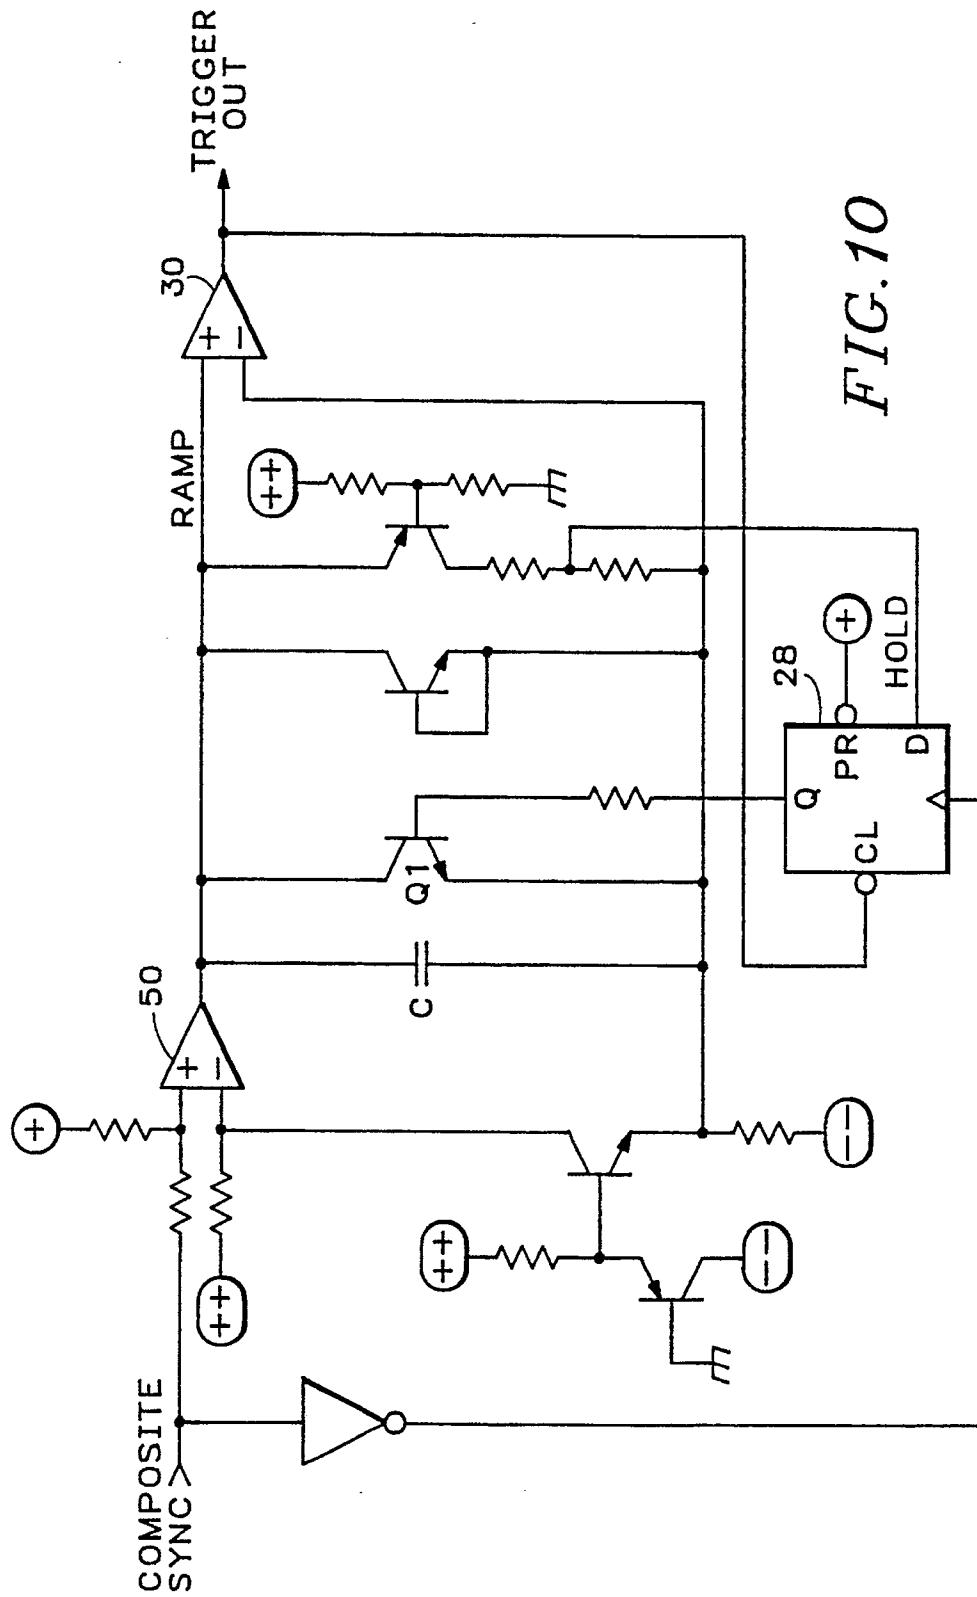 COMPOSITE
SYNC
+
++
+
−
50
++
−−
−−
C
Q1
RAMP
++
+
−
30
TRIGGER
OUT
Q
PR
CL
D
28
+
HOLD
FIG.10